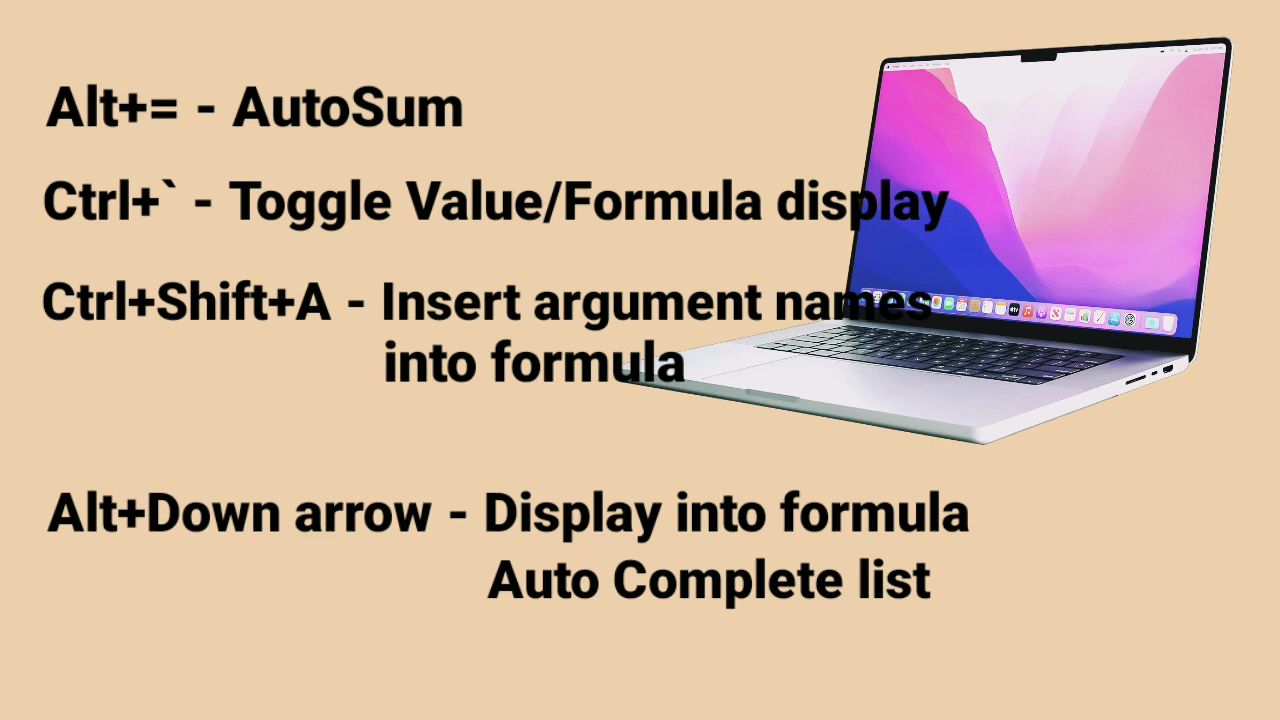 Alt+= - AutoSum
Ctrl+` - Toggle Value/Formula display
Ctrl+Shift+A - Insert argument names
into formula
Alt+Down arrow - Display into formula
Auto Complete list